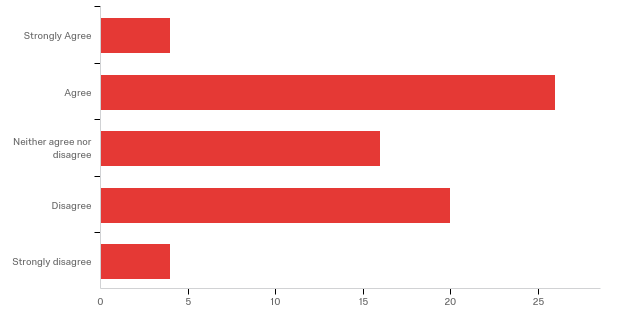 Strongly Agree
Agree
Neither agree nor
disagree
Disagree
Strongly disagree
0 5 10 15 20 25